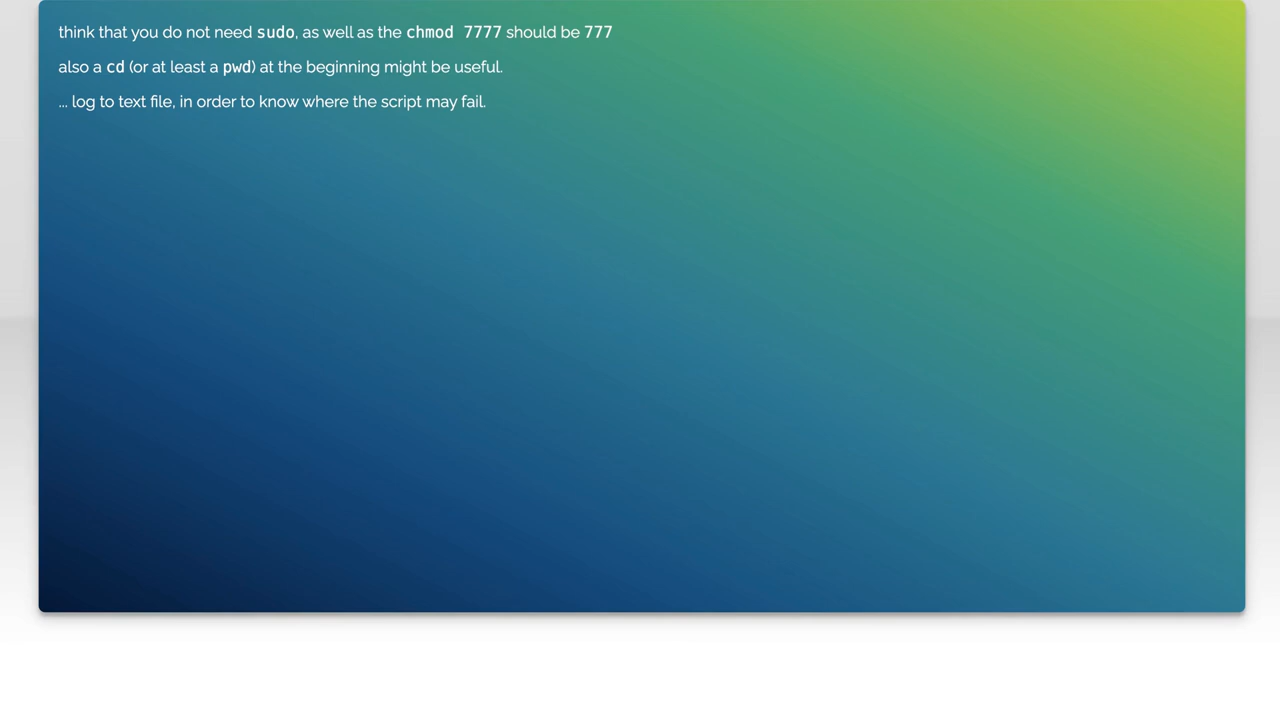 think that you do not need sudo, as well as the chmod 7777 should be 777
also a cd (or at least a pwd) at the beginning might be useful.
... log to text file, in order to know where the script may fail.